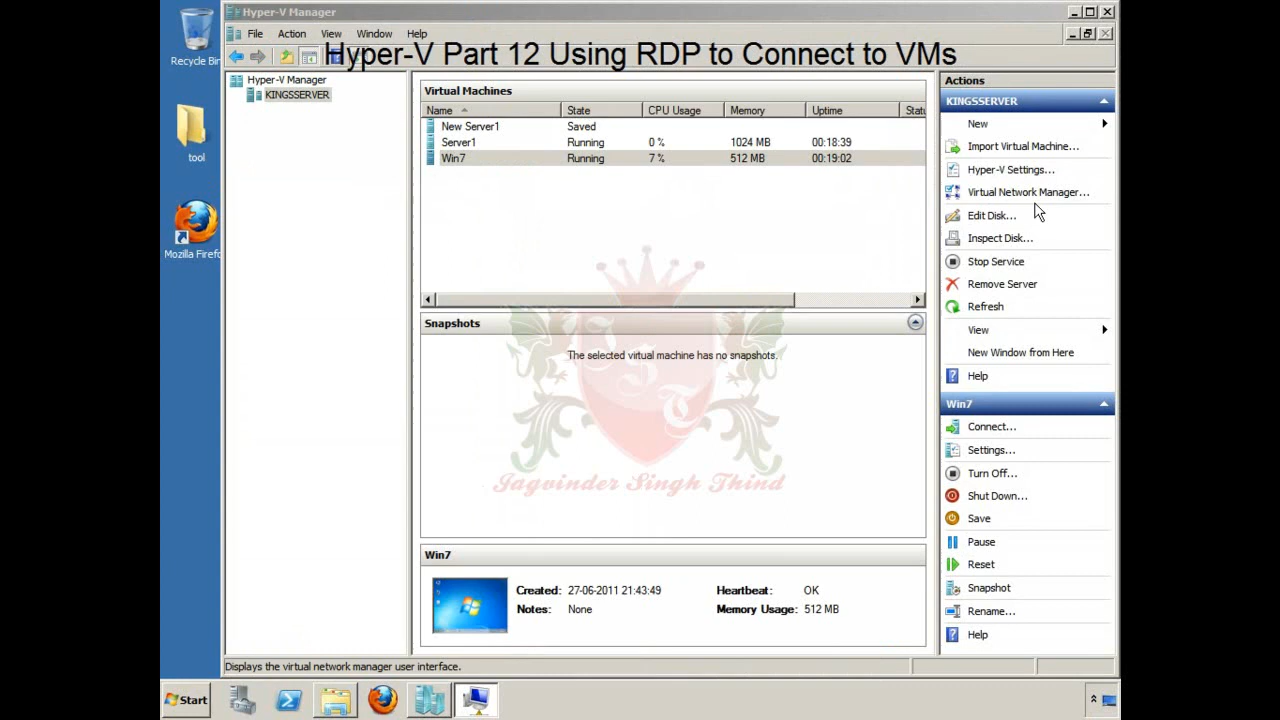 Hyper-V Manager
File Action View Window Help
Hyper-V Part 12 Using RDP to Connect to VMs
Recycle Bin
tool
Mozilla Firefo
Hyper-V Manager
KINGSSERVER
Virtual Machines
Name State CPU Usage Memory Uptime Statu
New Server1 Saved
Server1 Running 0 % 1024 MB 00:18:39
Win7 Running 7 % 512 MB 00:19:02
Snapshots
The selected virtual machine has no snapshots.
J S T
Jagvinder Singh Thind
Win7
Created: 27-06-2011 21:43:49 Heartbeat: OK
Notes: None Memory Usage: 512 MB
Actions
KINGSSERVER
New
Import Virtual Machine...
Hyper-V Settings...
Virtual Network Manager...
Edit Disk...
Inspect Disk...
Stop Service
Remove Server
Refresh
View
New Window from Here
Help
Win7
Connect...
Settings...
Turn Off...
Shut Down...
Save
Pause
Reset
Snapshot
Rename...
Help
Displays the virtual network manager user interface.
Start